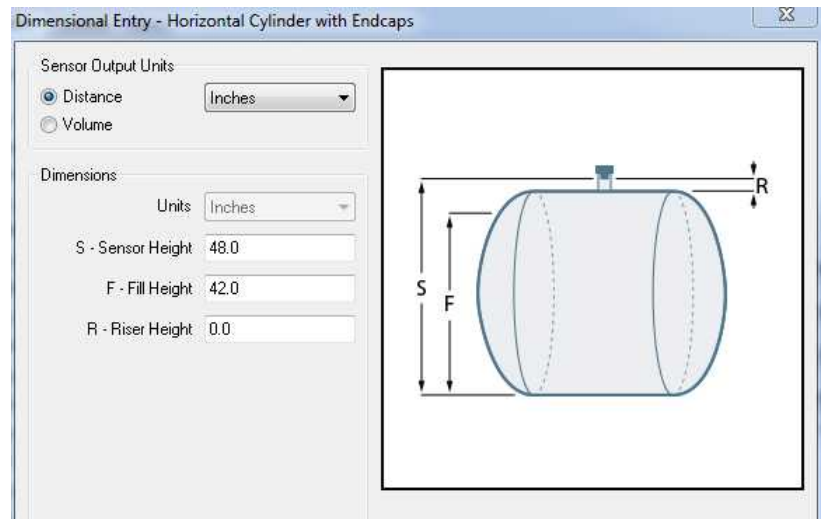 Dimensional Entry - Horizontal Cylinder with Endcaps
Sensor Output Units
Distance
Inches
Volume
Dimensions
Units
Inches
S - Sensor Height
48.0
F - Fill Height
42.0
R - Riser Height
0.0
R
S
F